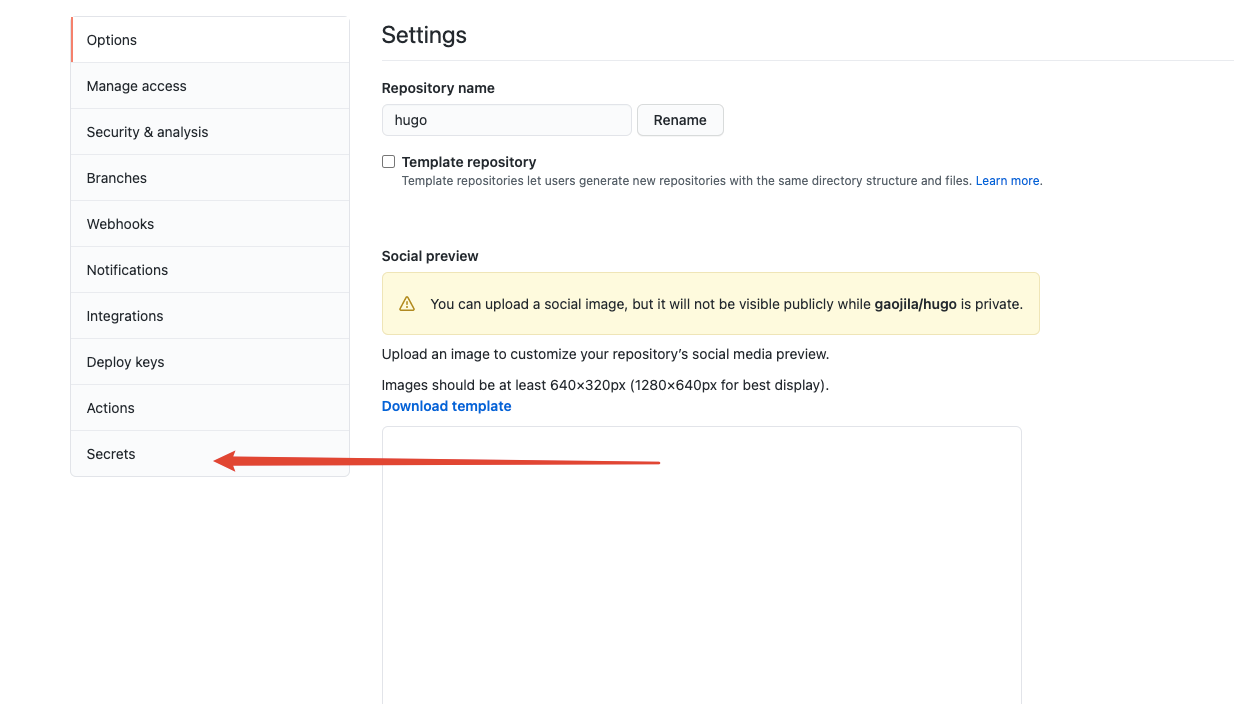 Options
Manage access
Security & analysis
Branches
Webhooks
Notifications
Integrations
Deploy keys
Actions
Secrets
Settings
Repository name
hugo
Rename
Template repository
Template repositories let users generate new repositories with the same directory structure and files. Learn more.
Social preview
You can upload a social image, but it will not be visible publicly while gaojila/hugo is private.
Upload an image to customize your repository’s social media preview.
Images should be at least 640×320px (1280×640px for best display).
Download template